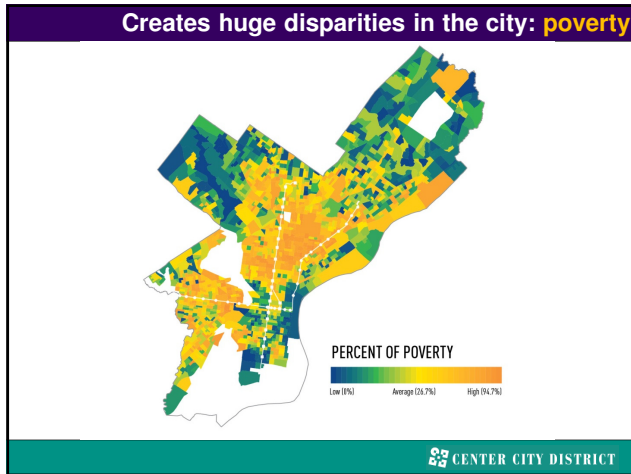 Creates huge disparities in the city: poverty
PERCENT OF POVERTY
Low (0%) Average (26.7%) High (94.7%)
CENTER CITY DISTRICT